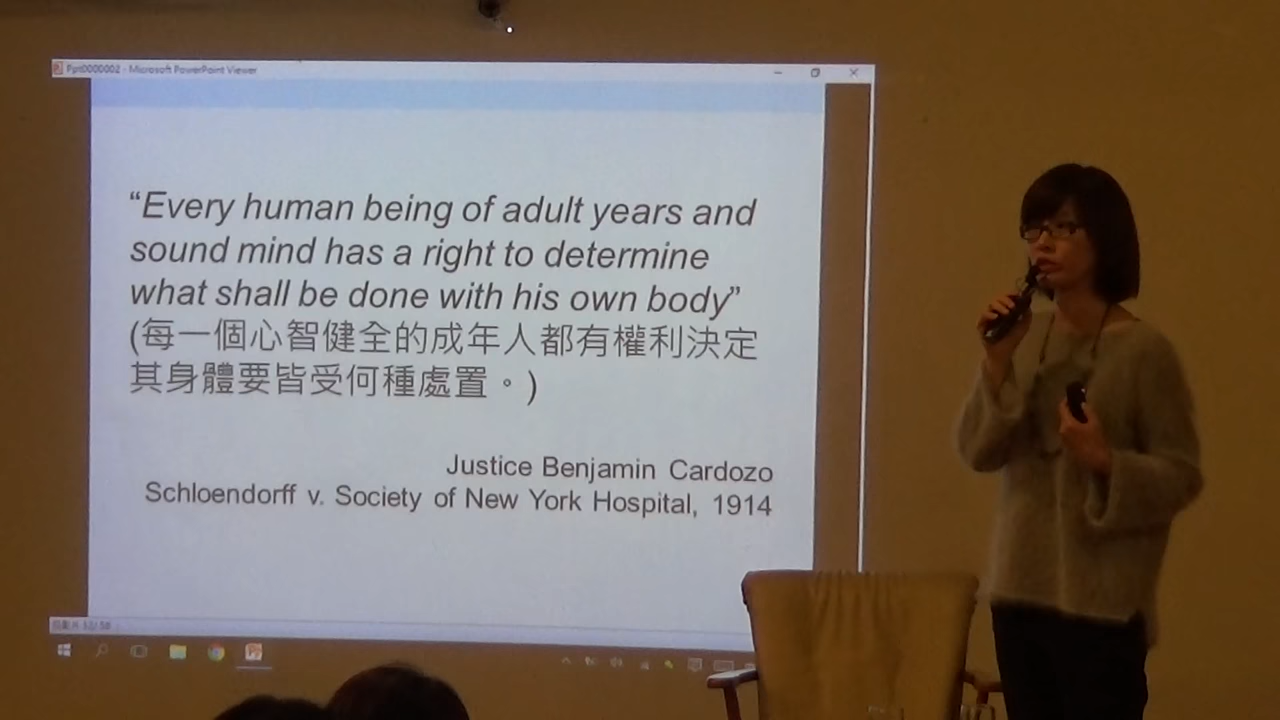 Ppt0000002 - Microsoft PowerPoint Viewer
“Every human being of adult years and
sound mind has a right to determine
what shall be done with his own body”
(每一個心智健全的成年人都有權利決定
其身體要皆受何種處置。)
Justice Benjamin Cardozo
Schloendorff v. Society of New York Hospital, 1914